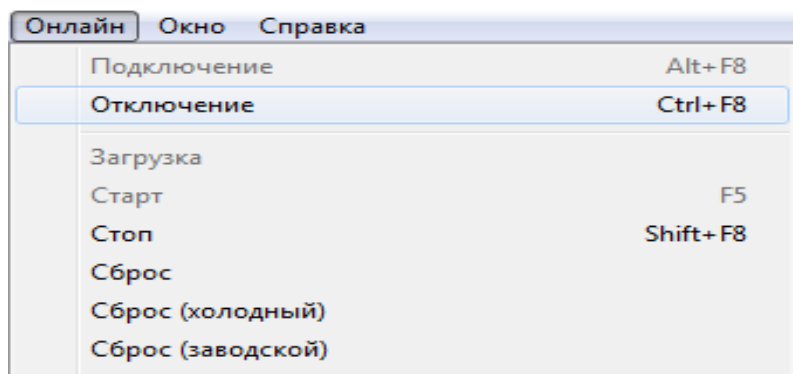 Онлайн Окно Справка
Подключение Alt+F8
Отключение Ctrl+F8
Загрузка
Старт F5
Стоп Shift+F8
Сброс
Сброс (холодный)
Сброс (заводской)